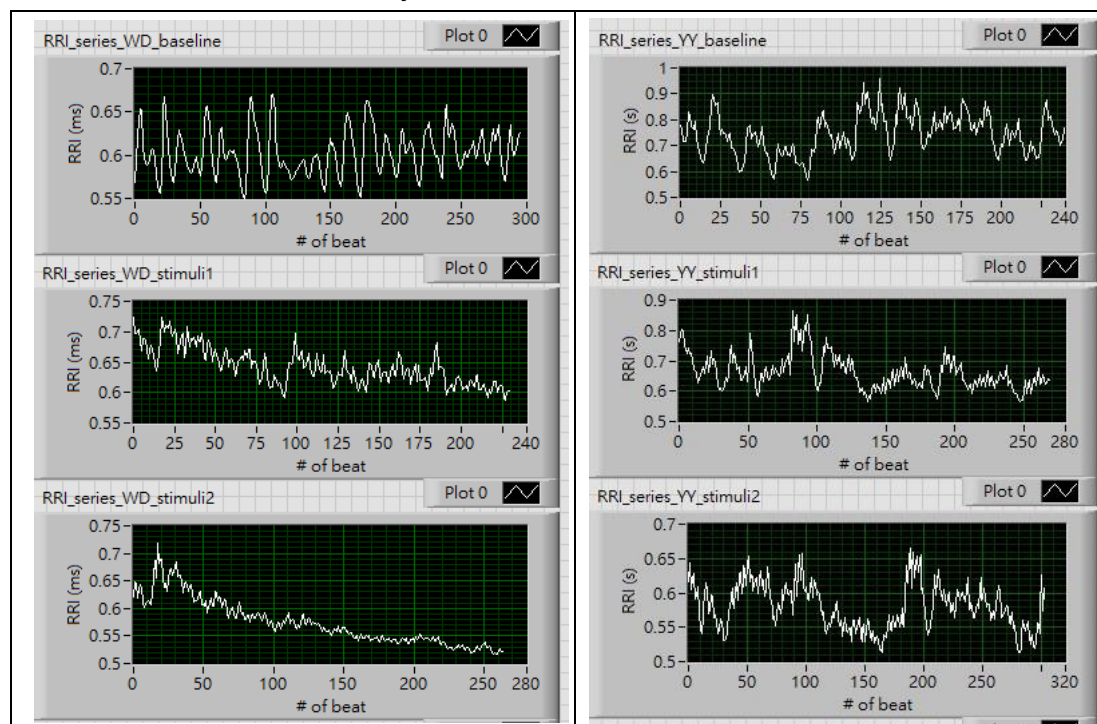 RRI_series_WD_baseline
Plot 0
0.7
0.65
0.6
0.55
RRI (ms)
0 50 100 150 200 250 300
# of beat
RRI_series_WD_stimuli1
Plot 0
0.75
0.7
0.65
0.6
0.55
RRI (ms)
0 25 50 75 100 125 150 175 200 240
# of beat
RRI_series_WD_stimuli2
Plot 0
0.75
0.7
0.65
0.6
0.55
0.5
RRI (ms)
0 50 100 150 200 250 280
# of beat
RRI_series_YY_baseline
Plot 0
1
0.9
0.8
0.7
0.6
0.5
RRI (s)
0 25 50 75 100 125 150 175 200 240
# of beat
RRI_series_YY_stimuli1
Plot 0
0.9
0.8
0.7
0.6
0.5
RRI (s)
0 50 100 150 200 280
# of beat
RRI_series_YY_stimuli2
Plot 0
0.7
0.65
0.6
0.55
0.5
RRI (s)
0 50 100 150 200 250 320
# of beat